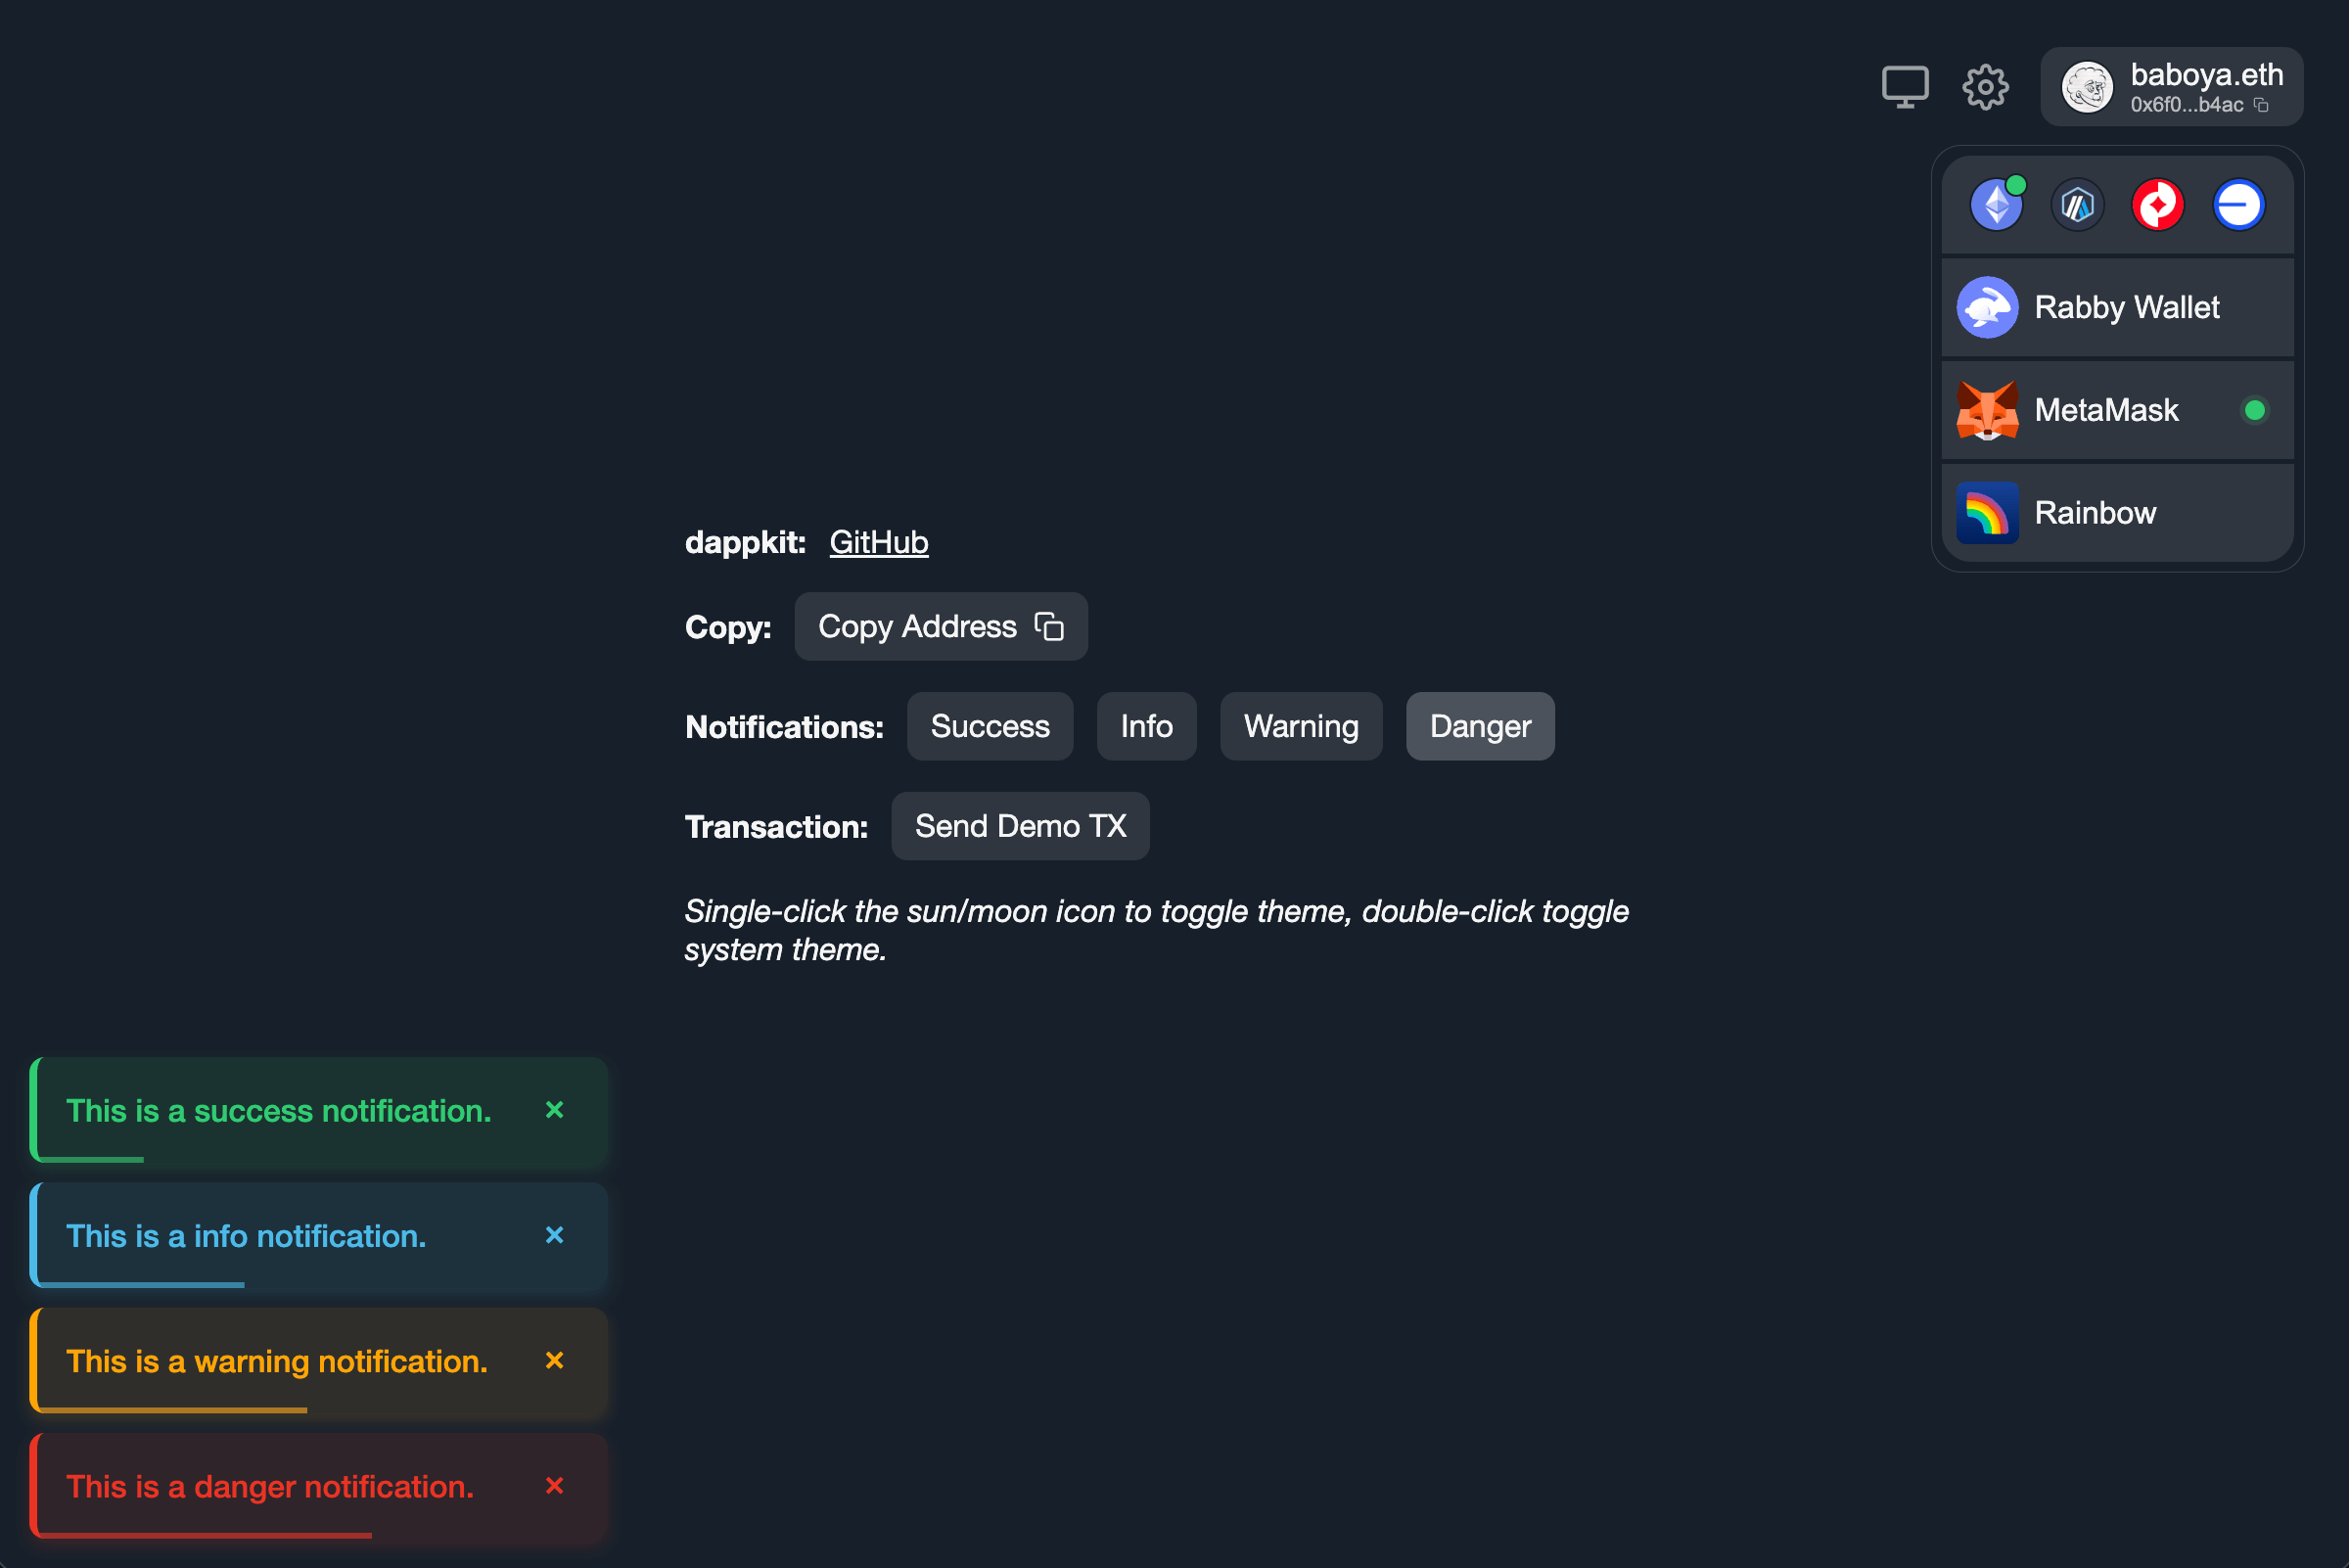 baboya.eth
0x6f0...b4ac
Rabby Wallet
MetaMask
Rainbow
dappkit: GitHub
Copy: Copy Address
Notifications: Success Info Warning Danger
Transaction: Send Demo TX
Single-click the sun/moon icon to toggle theme, double-click toggle
system theme.
This is a success notification. ×
This is a info notification. ×
This is a warning notification. ×
This is a danger notification. ×